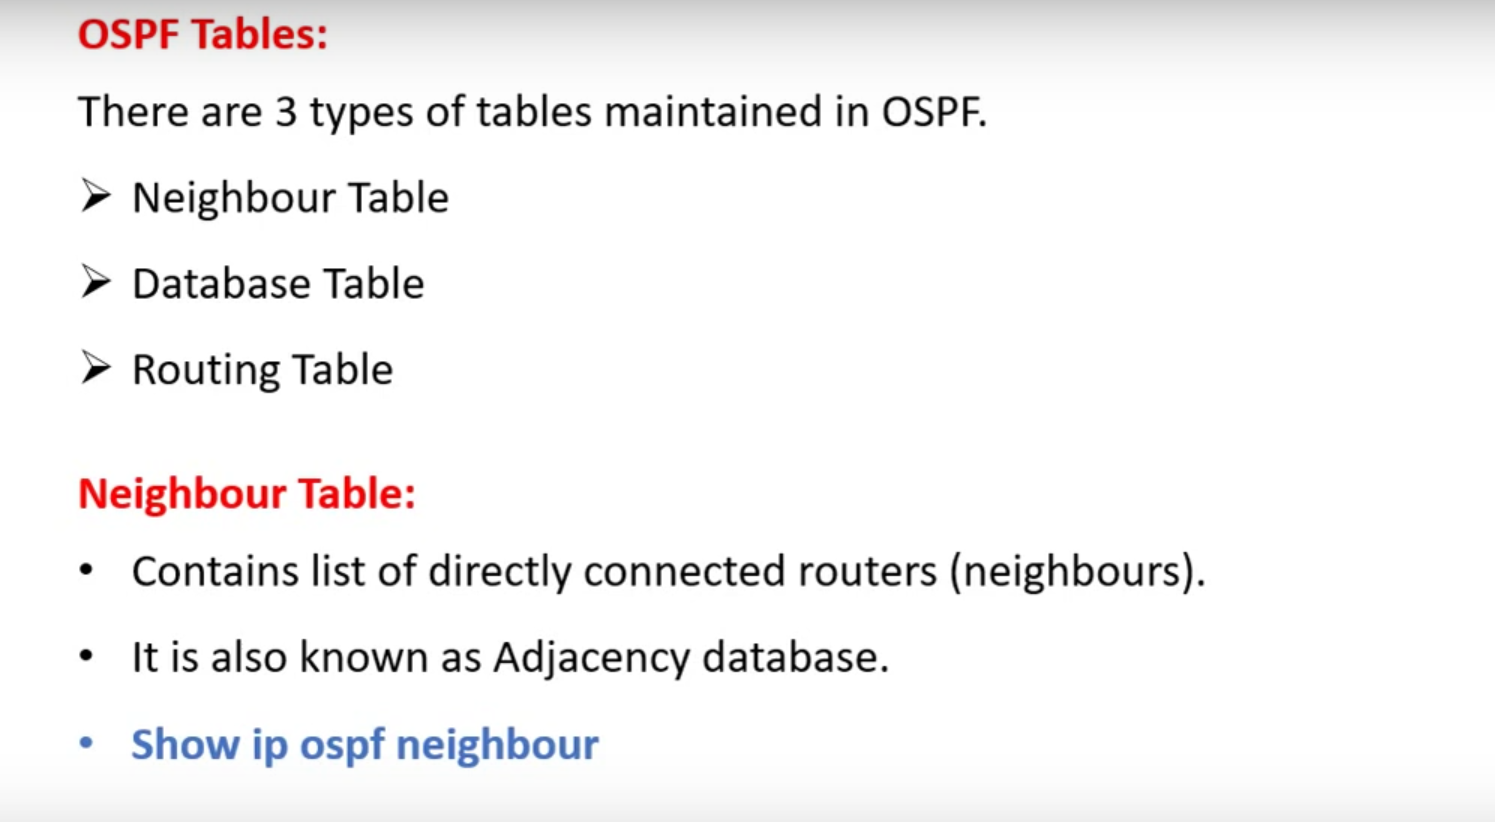 OSPF Tables:
There are 3 types of tables maintained in OSPF.
➢ Neighbour Table
➢ Database Table
➢ Routing Table
Neighbour Table:
• Contains list of directly connected routers (neighbours).
• It is also known as Adjacency database.
• Show ip ospf neighbour